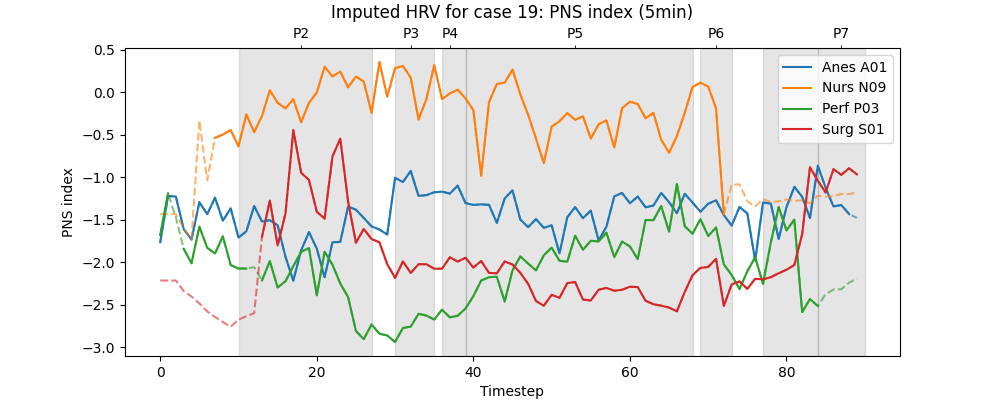 Imputed HRV for case 19: PNS index (5min)
P2 P3 P4 P5 P6 P7
Anes A01
Nurs N09
Perf P03
Surg S01
PNS index
0.5
0.0
−0.5
−1.0
−1.5
−2.0
−2.5
−3.0
0 20 40 60 80
Timestep